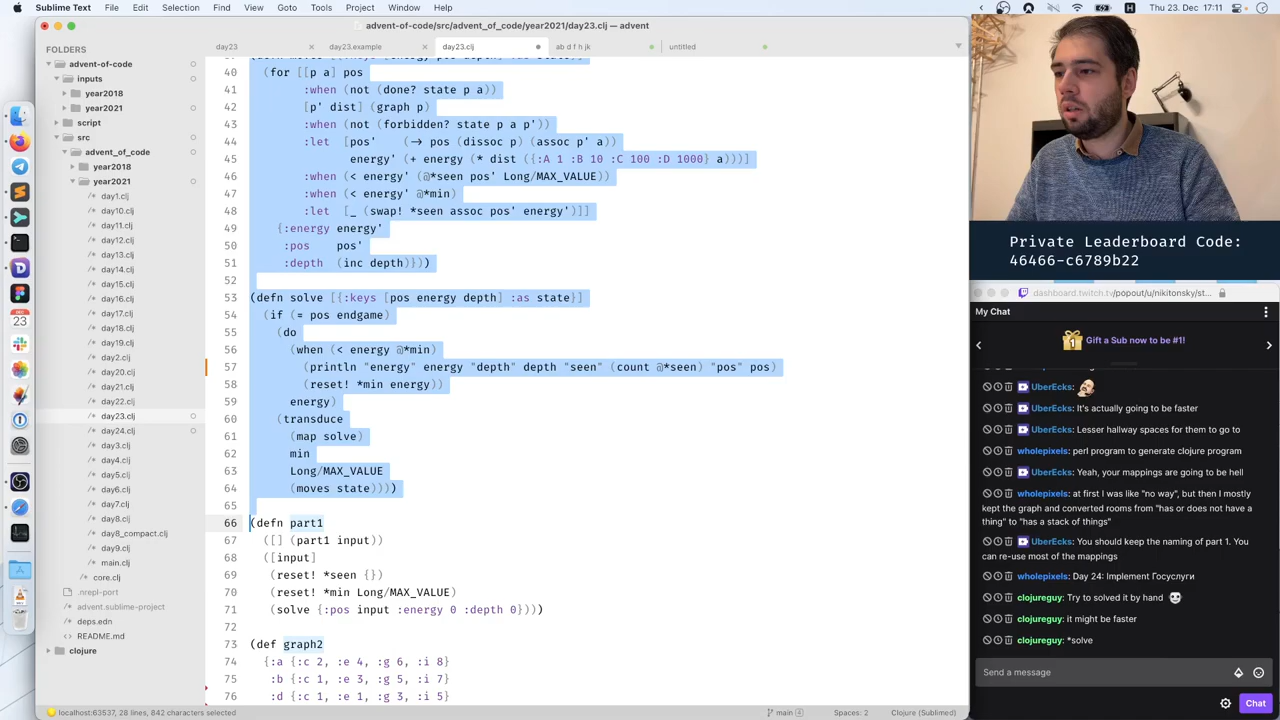 Sublime Text File Edit Selection Find View Goto Tools Project Window Help
Thu 23. Dec 17:11
advent-of-code/src/advent_of_code/year2021/day23.clj — advent
FOLDERS
advent-of-code
inputs
year2018
year2021
script
src
advent_of_code
year2018
year2021
day1.clj
day10.clj
day11.clj
day12.clj
day13.clj
day14.clj
day15.clj
day16.clj
day17.clj
day18.clj
day19.clj
day2.clj
day20.clj
day21.clj
day22.clj
day23.clj
day24.clj
day3.clj
day4.clj
day5.clj
day6.clj
day7.clj
day8.clj
day8_compact.clj
day9.clj
main.clj
core.clj
.nrepl-port
advent.sublime-project
deps.edn
README.md
clojure
day23
day23.example
day23.clj
ab d f h jk
untitled
40 (for [[p a] pos
41 :when (not (done? state p a))
42 [p' dist] (graph p)
43 :when (not (forbidden? state p a p'))
44 :let [pos' (-> pos (dissoc p) (assoc p' a))
45 energy' (+ energy (* dist ({:A 1 :B 10 :C 100 :D 1000} a)))]
46 :when (< energy' (@*seen pos' Long/MAX_VALUE))
47 :when (< energy' @*min)
48 :let [_ (swap! *seen assoc pos' energy')]]
49 {:energy energy'
50 :pos pos'
51 :depth (inc depth)}))
52
53 (defn solve [{:keys [pos energy depth] :as state}]
54 (if (= pos endgame)
55 (do
56 (when (< energy @*min)
57 (println "energy" energy "depth" depth "seen" (count @*seen) "pos" pos)
58 (reset! *min energy))
59 energy)
60 (transduce
61 (map solve)
62 min
63 Long/MAX_VALUE
64 (moves state))))
65
66 (defn part1
67 ([] (part1 input))
68 ([input]
69 (reset! *seen {})
70 (reset! *min Long/MAX_VALUE)
71 (solve {:pos input :energy 0 :depth 0})))
72
73 (def graph2
74 {:a {:c 2, :e 4, :g 6, :i 8}
75 :b {:c 1, :e 3, :g 5, :i 7}
76 :d {:c 1, :e 1, :g 3, :i 5}
localhost:63537, 28 lines, 842 characters selected
main 4
Spaces: 2
Clojure (Sublimed)
Private Leaderboard Code:
46466-c6789b22
dashboard.twitch.tv/popout/u/nikitonsky/st...
My Chat
Gift a Sub now to be #1!
UberEcks:
UberEcks: It's actually going to be faster
UberEcks: Lesser hallway spaces for them to go to
wholepixels: perl program to generate clojure program
UberEcks: Yeah, your mappings are going to be hell
wholepixels: at first I was like "no way", but then I mostly
kept the graph and converted rooms from "has or does not have a
thing" to "has a stack of things"
UberEcks: You should keep the naming of part 1. You
can re-use most of the mappings
wholepixels: Day 24: Implement Госуслуги
clojureguy: Try to solved it by hand
clojureguy: it might be faster
clojureguy: *solve
Send a message
Chat